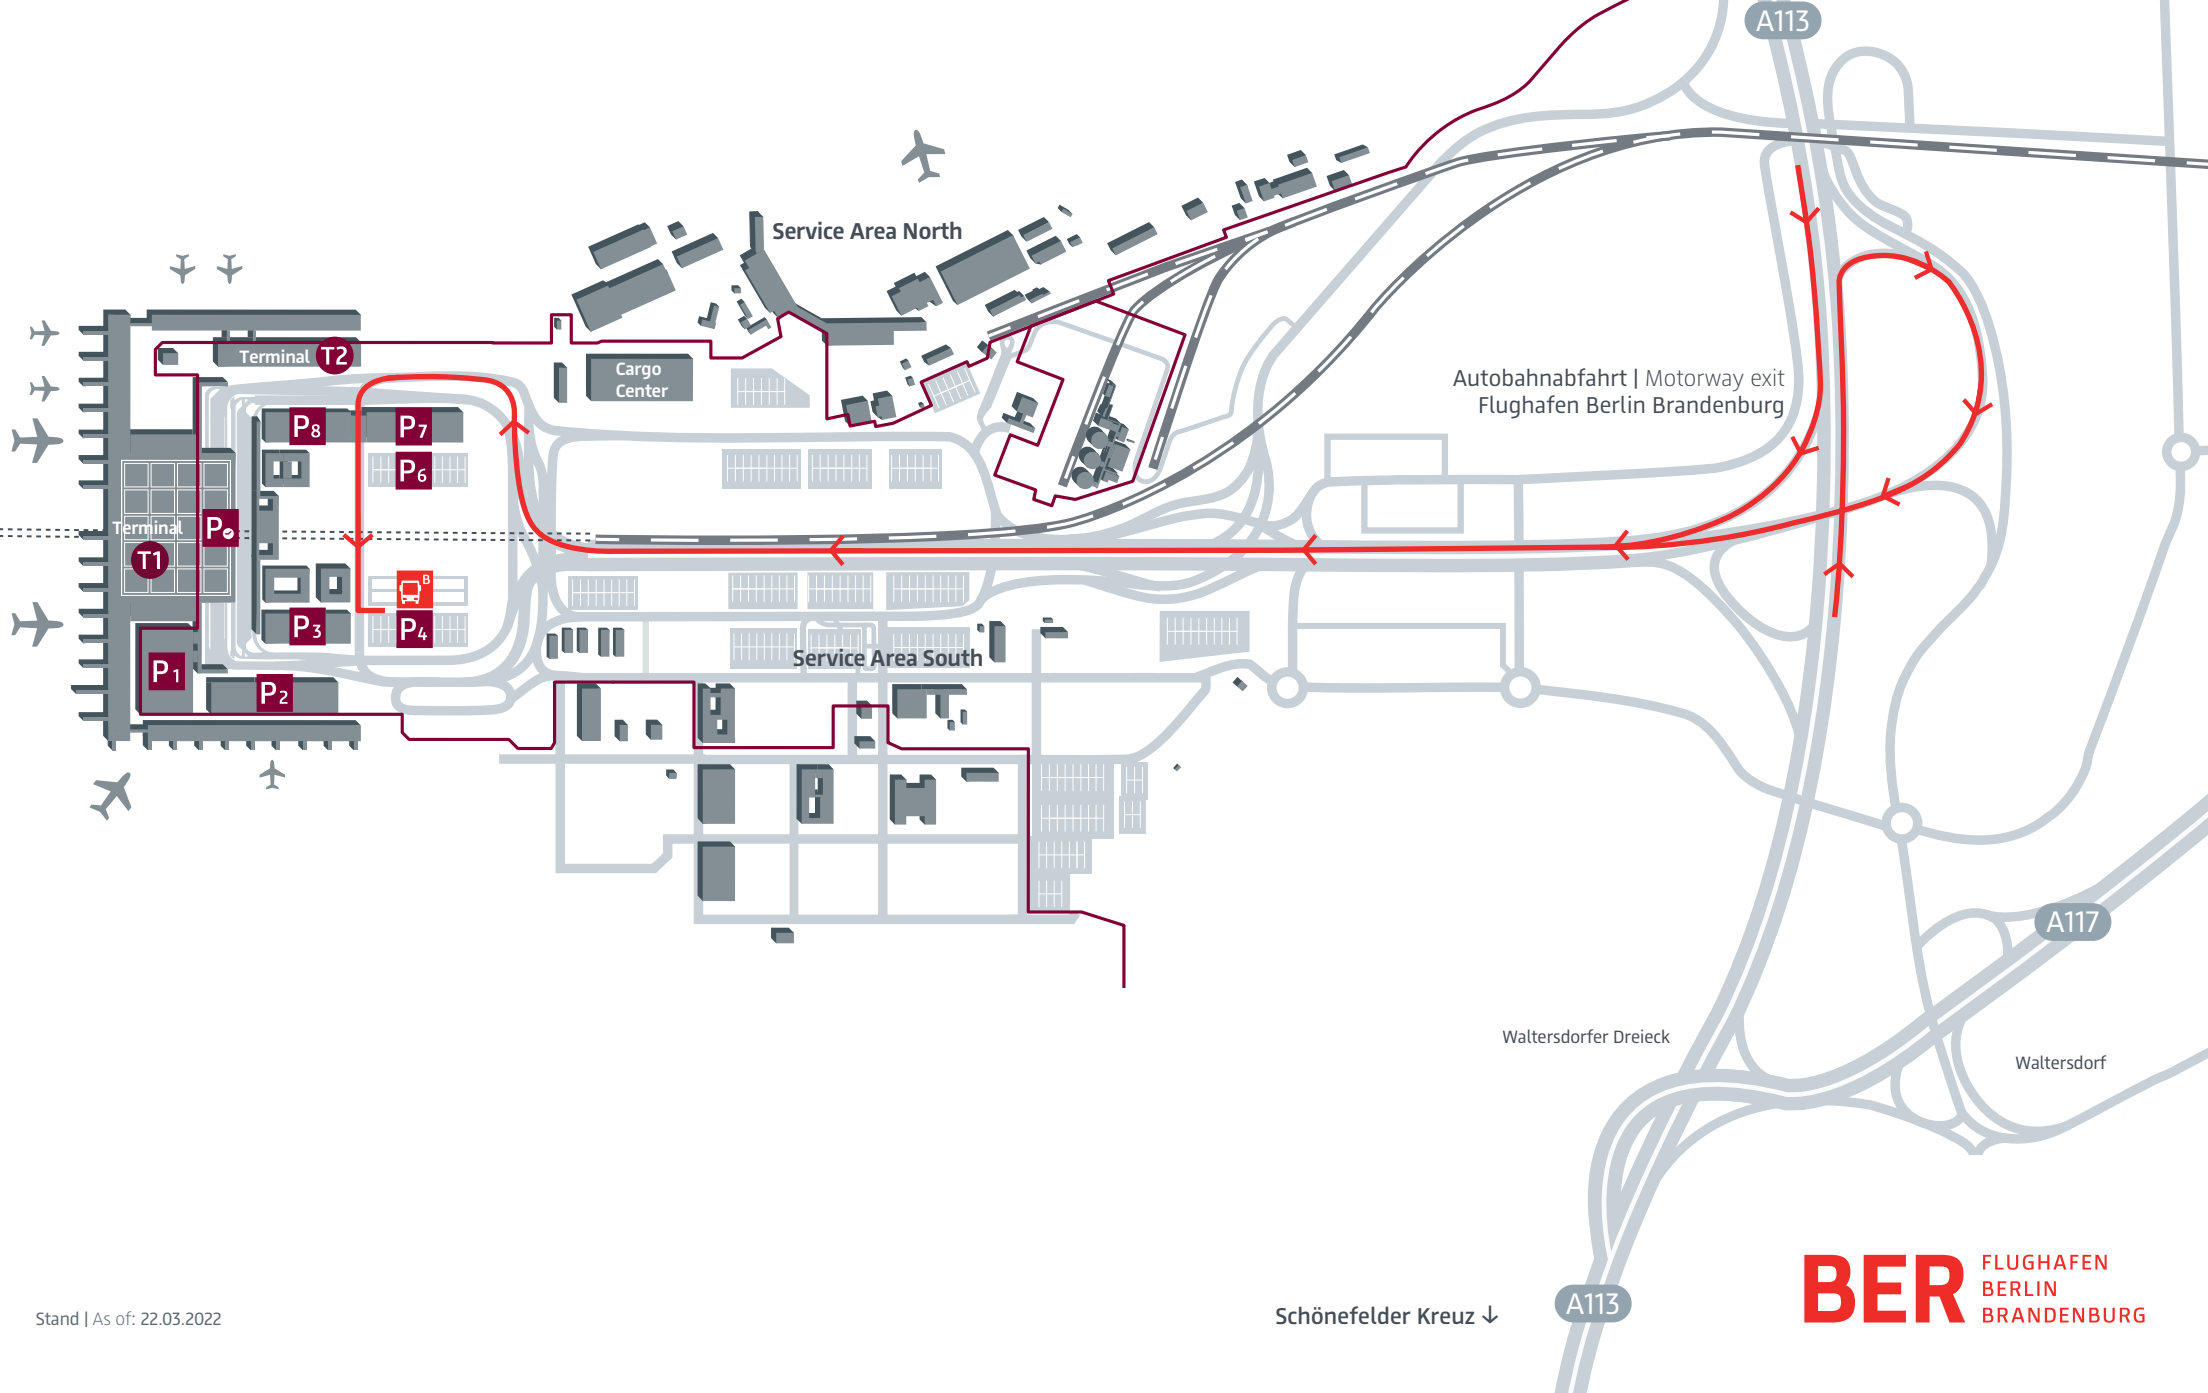 A113
Service Area North
Terminal T2
Cargo
Center
Autobahnabfahrt | Motorway exit
Flughafen Berlin Brandenburg
P8
P7
P6
Terminal
P
T1
B
P3
P4
Service Area South
P1
P2
A117
Waltersdorfer Dreieck
Waltersdorf
Stand | As of: 22.03.2022
Schönefelder Kreuz ↓
A113
BER
FLUGHAFEN
BERLIN
BRANDENBURG